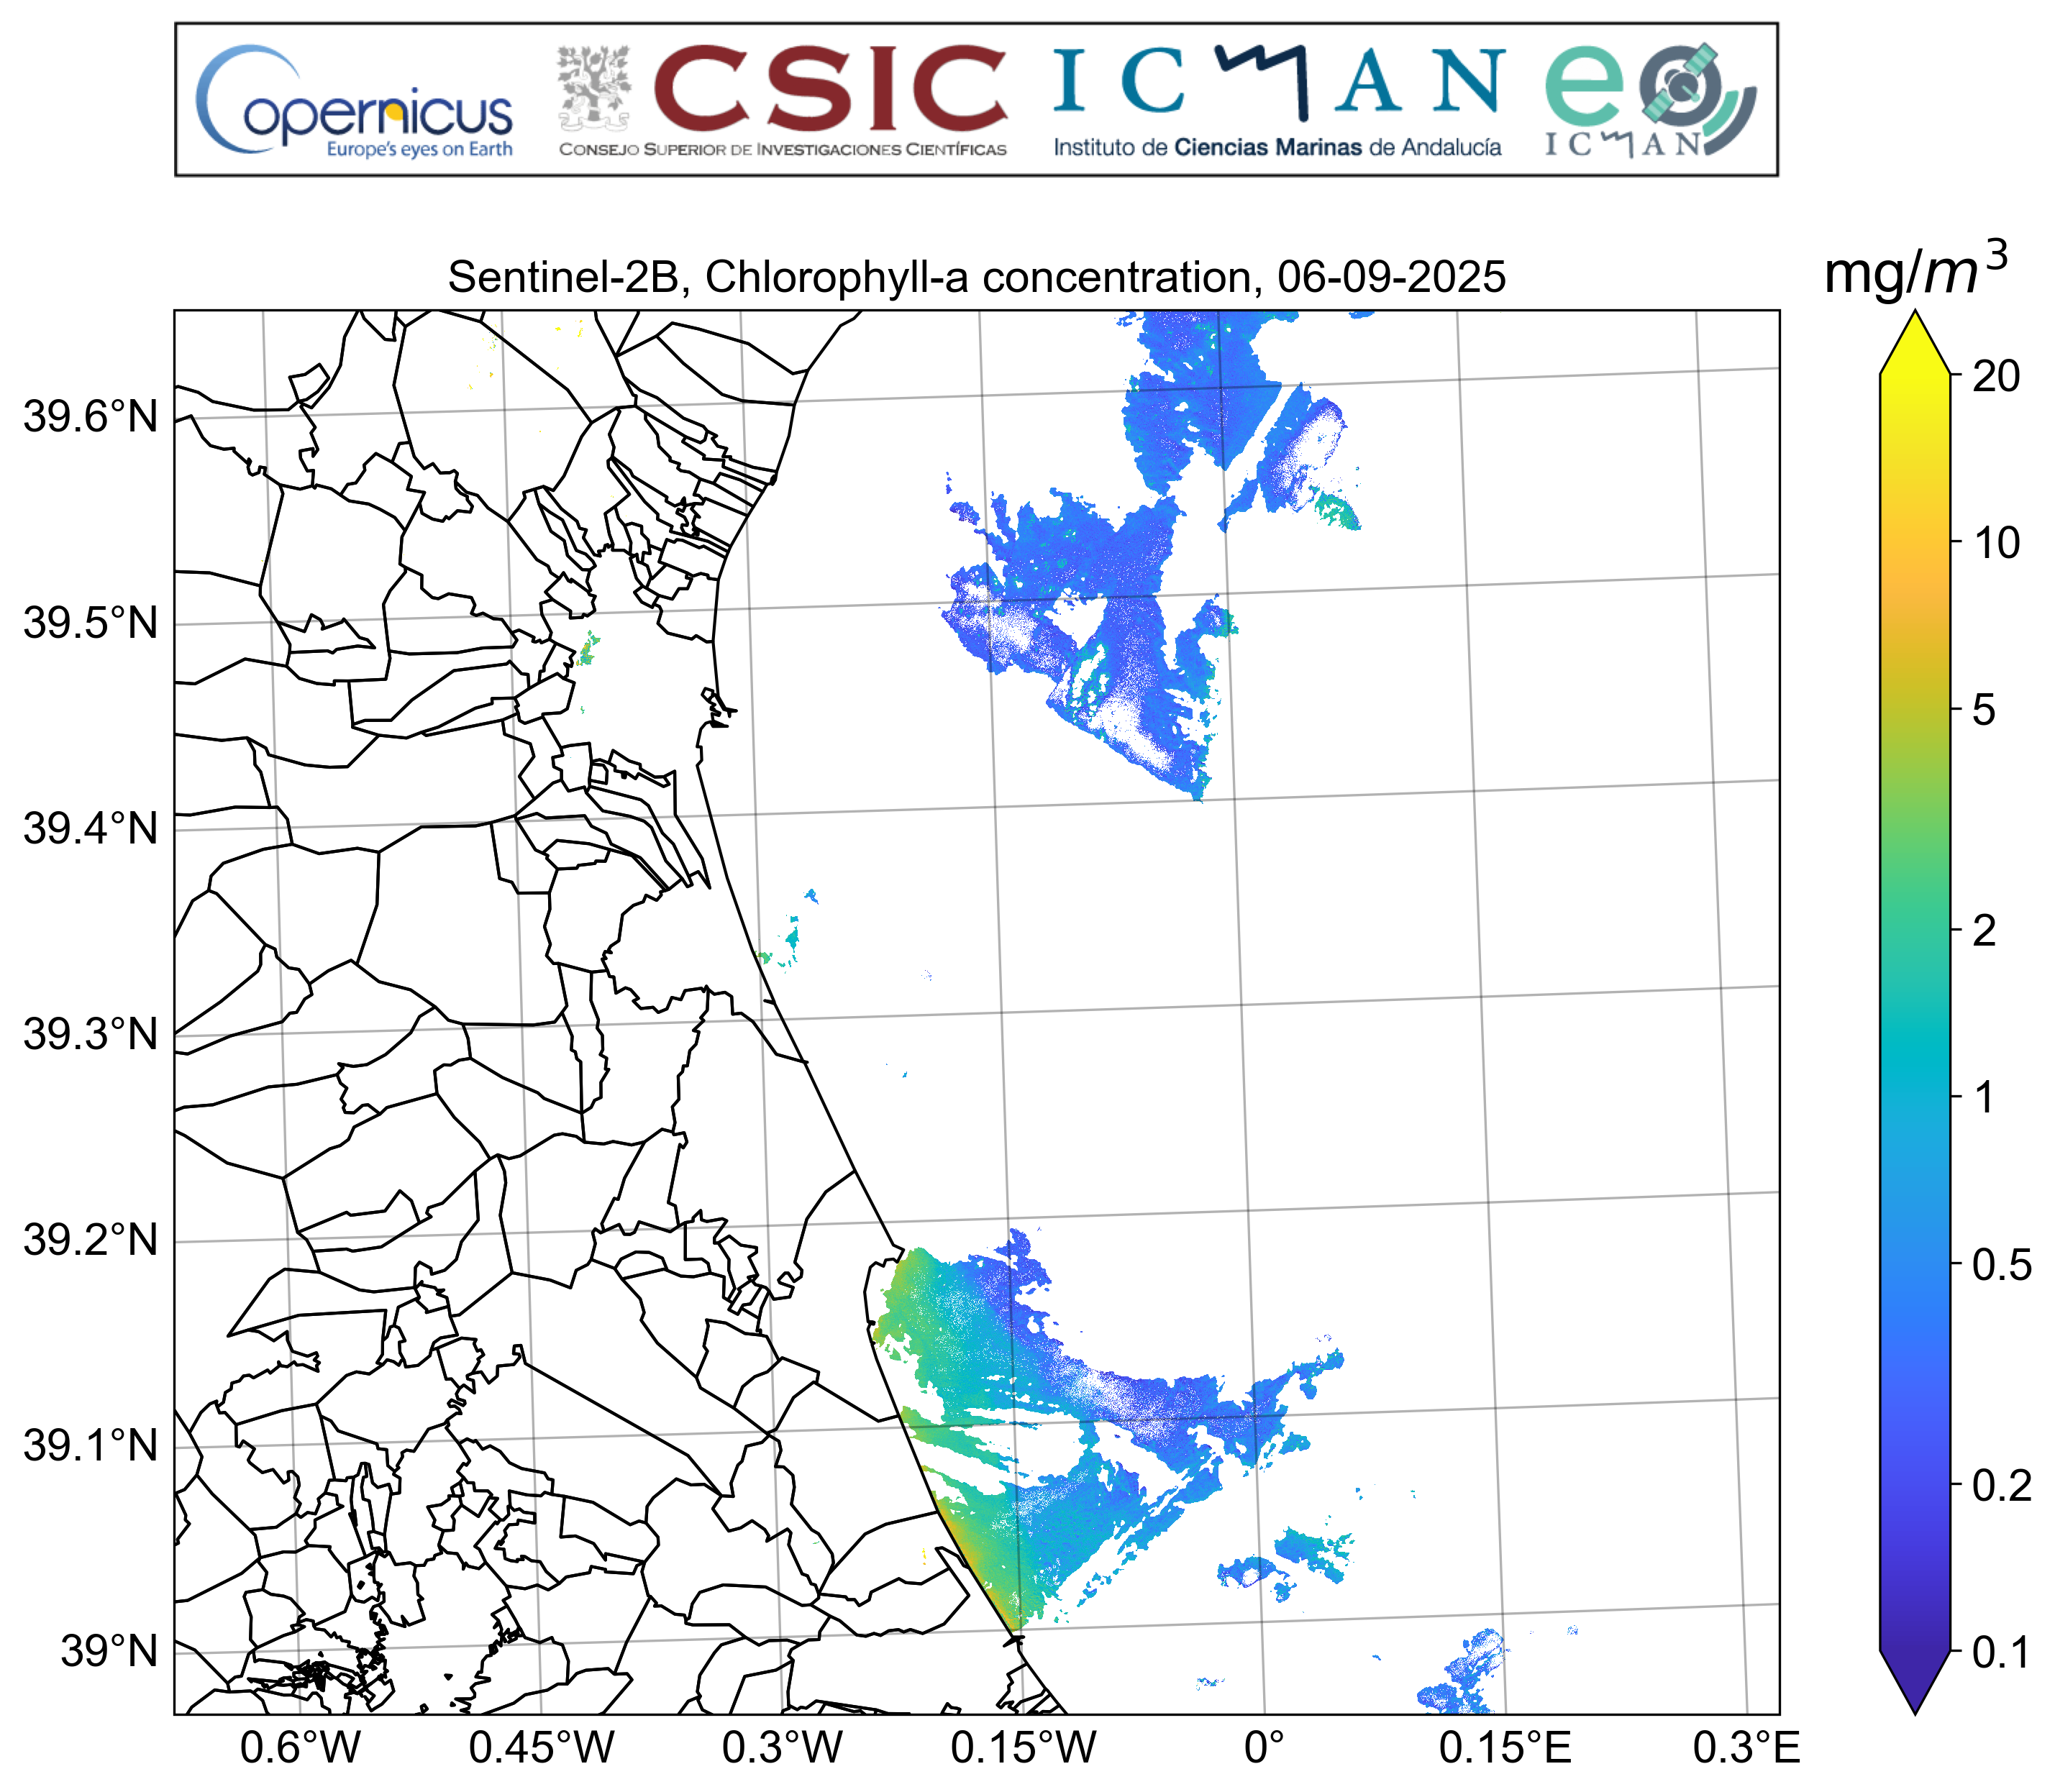 Copernicus
Europe's eyes on Earth
CSIC
CONSEJO SUPERIOR DE INVESTIGACIONES CIENTÍFICAS
ICMAN
Instituto de Ciencias Marinas de Andalucía
eo
ICMAN
Sentinel-2B, Chlorophyll-a concentration, 06-09-2025
mg/m³
39.6°N
39.5°N
39.4°N
39.3°N
39.2°N
39.1°N
39°N
0.6°W
0.45°W
0.3°W
0.15°W
0°
0.15°E
0.3°E
20
10
5
2
1
0.5
0.2
0.1